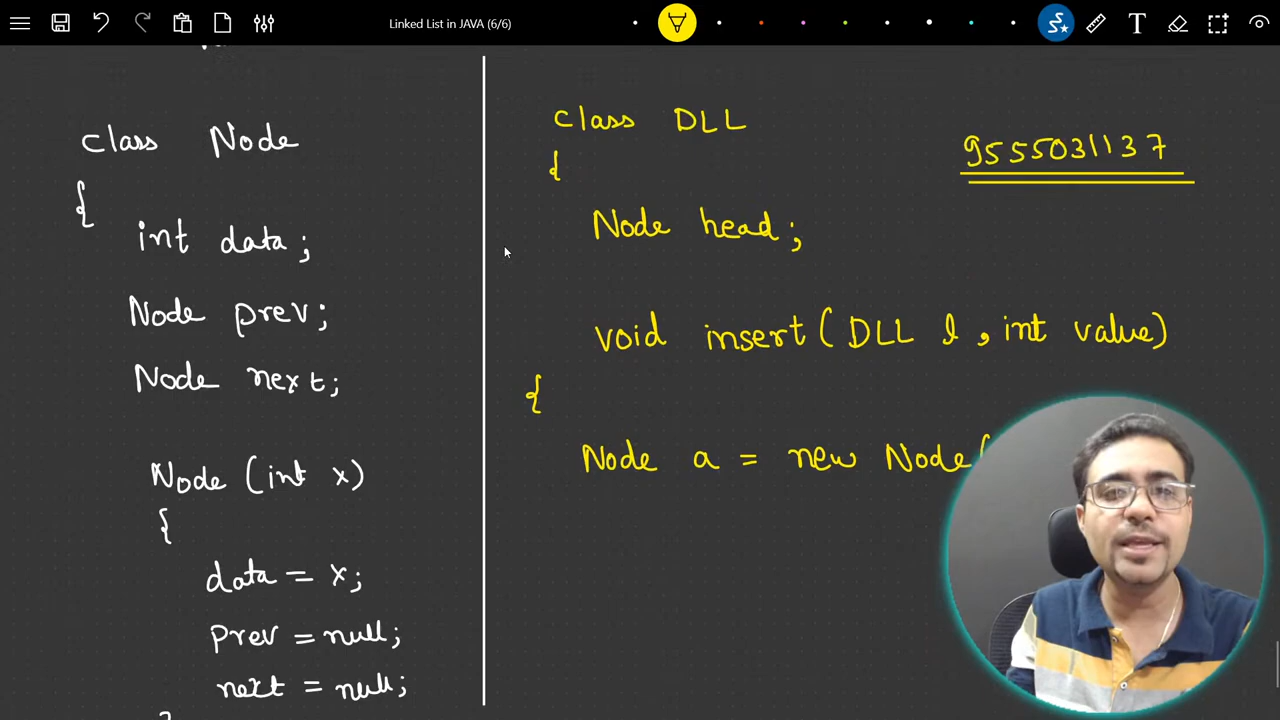 Linked List in JAVA (6/6)
class Node
{
int data;
Node prev;
Node next;
Node (int x)
{
data = x;
prev = null;
next = null;
}
class DLL
{
Node head;
void insert(DLL l, int value)
{
Node a = new Node(
9555031137